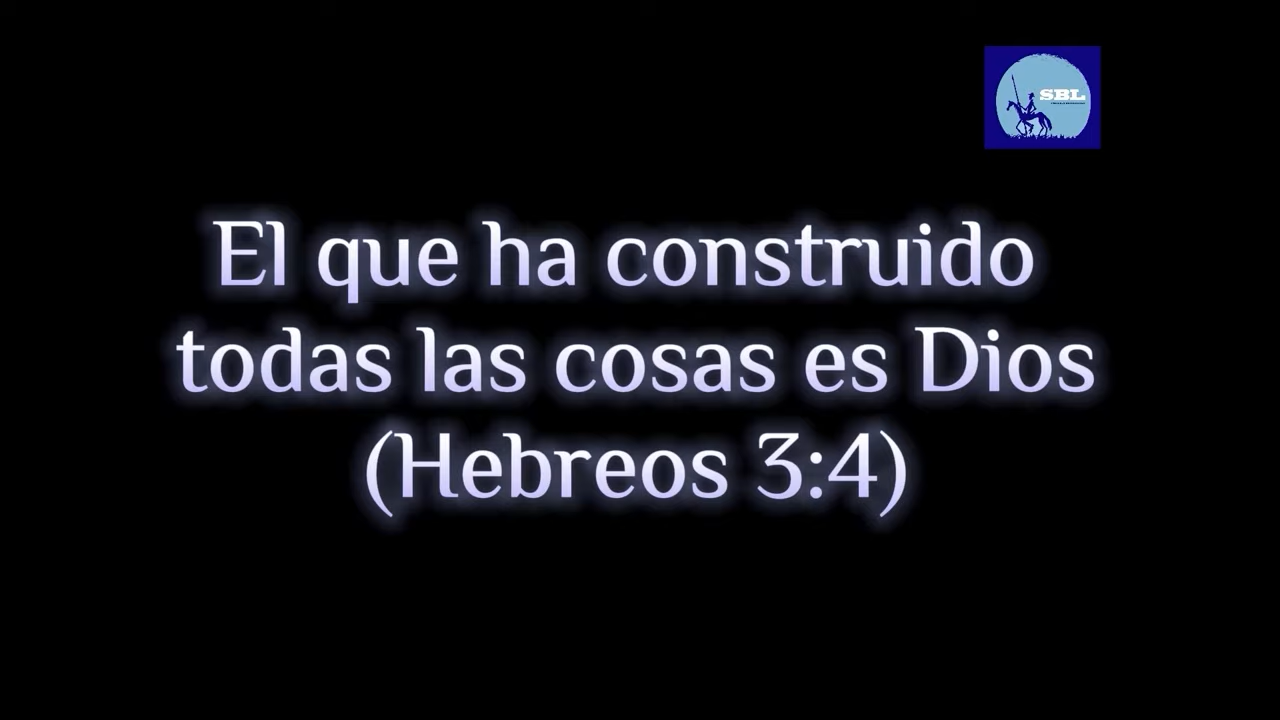 SBL
El que ha construido
todas las cosas es Dios
(Hebreos 3:4)